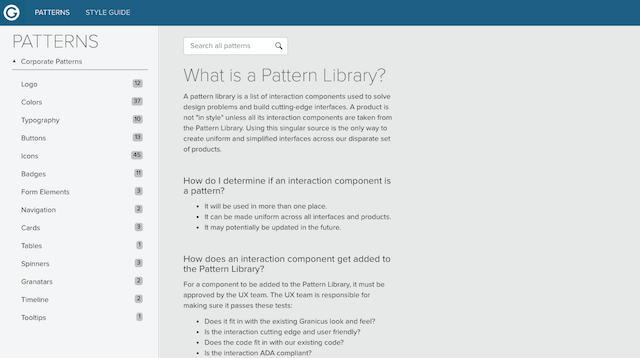 PATTERNS STYLE GUIDE
PATTERNS
Corporate Patterns
Logo 12
Colors 37
Typography 10
Buttons 13
Icons 45
Badges 11
Form Elements 3
Navigation 2
Cards 3
Tables 1
Spinners 3
Granatars 2
Timeline 2
Tooltips 1
Search all patterns
What is a Pattern Library?
A pattern library is a list of interaction components used to solve
design problems and build cutting-edge interfaces. A product is
not "in style" unless all its interaction components are taken from
the Pattern Library. Using this singular source is the only way to
create uniform and simplified interfaces across our disparate set
of products.
How do I determine if an interaction component is
a pattern?
• It will be used in more than one place.
• It can be made uniform across all interfaces and products.
• It may potentially be updated in the future.
How does an interaction component get added to
the Pattern Library?
For a component to be added to the Pattern Library, it must be
approved by the UX team. The UX team is responsible for
making sure it passes these tests:
• Does it fit in with the existing Granicus look and feel?
• Is the interaction cutting edge and user friendly?
• Does the code fit in with our existing code?
• Is the interaction ADA compliant?